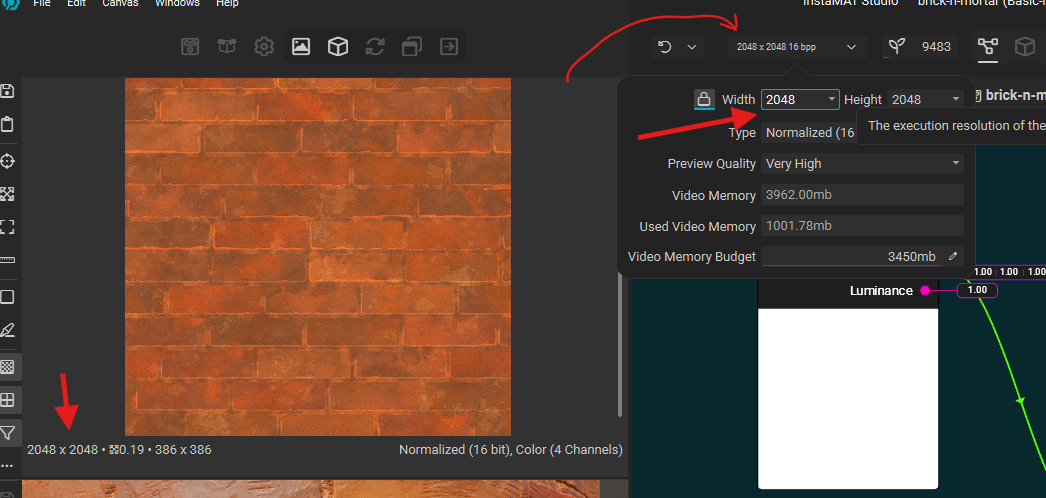 File Edit Canvas Windows Help
InstaMAT Studio brick-n-mortar (Basic-
2048 x 2048 16 bpp 9483
Width 2048 Height 2048
brick-n-mo
The execution resolution of the
Type Normalized (16
Preview Quality Very High
Video Memory 3962.00mb
Used Video Memory 1001.78mb
Video Memory Budget 3450mb
1.00 1.00 1.00
Luminance 1.00
2048 x 2048 • 0.19 • 386 x 386 Normalized (16 bit), Color (4 Channels)